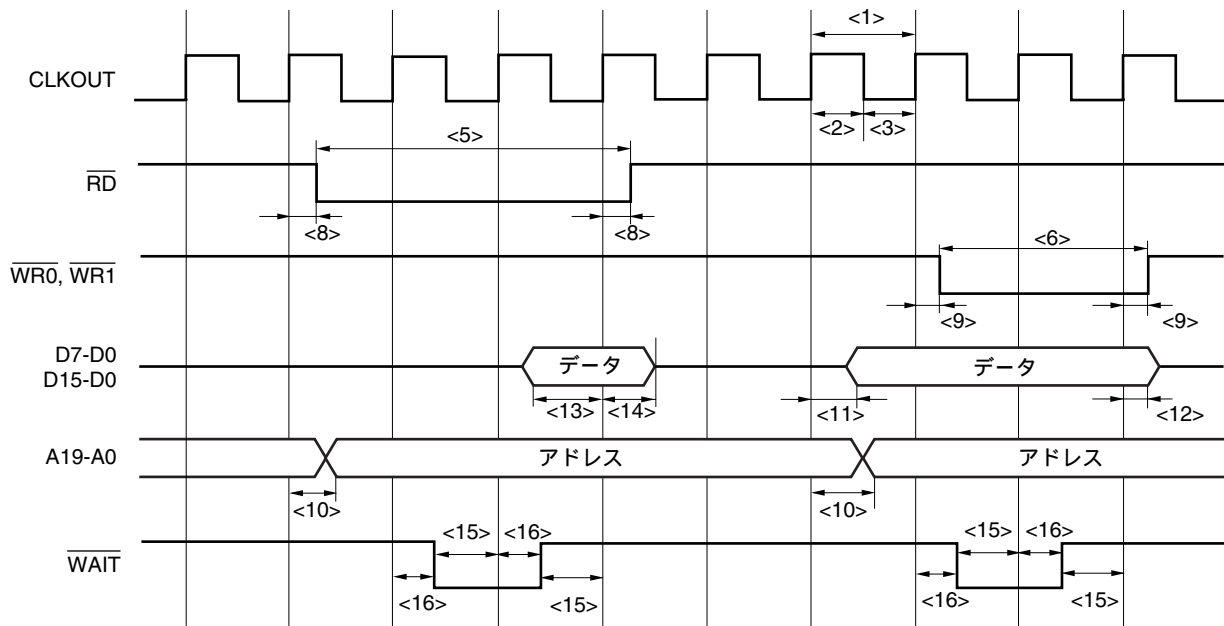 <1>
CLKOUT
<2> <3>
<5>
RD
<8> <8>
<6>
WR0, WR1
<9> <9>
D7-D0
D15-D0
データ データ
<13> <14> <11> <12>
A19-A0
アドレス アドレス
<10> <10>
<15> <16> <15> <16>
WAIT
<16> <15> <16> <15>